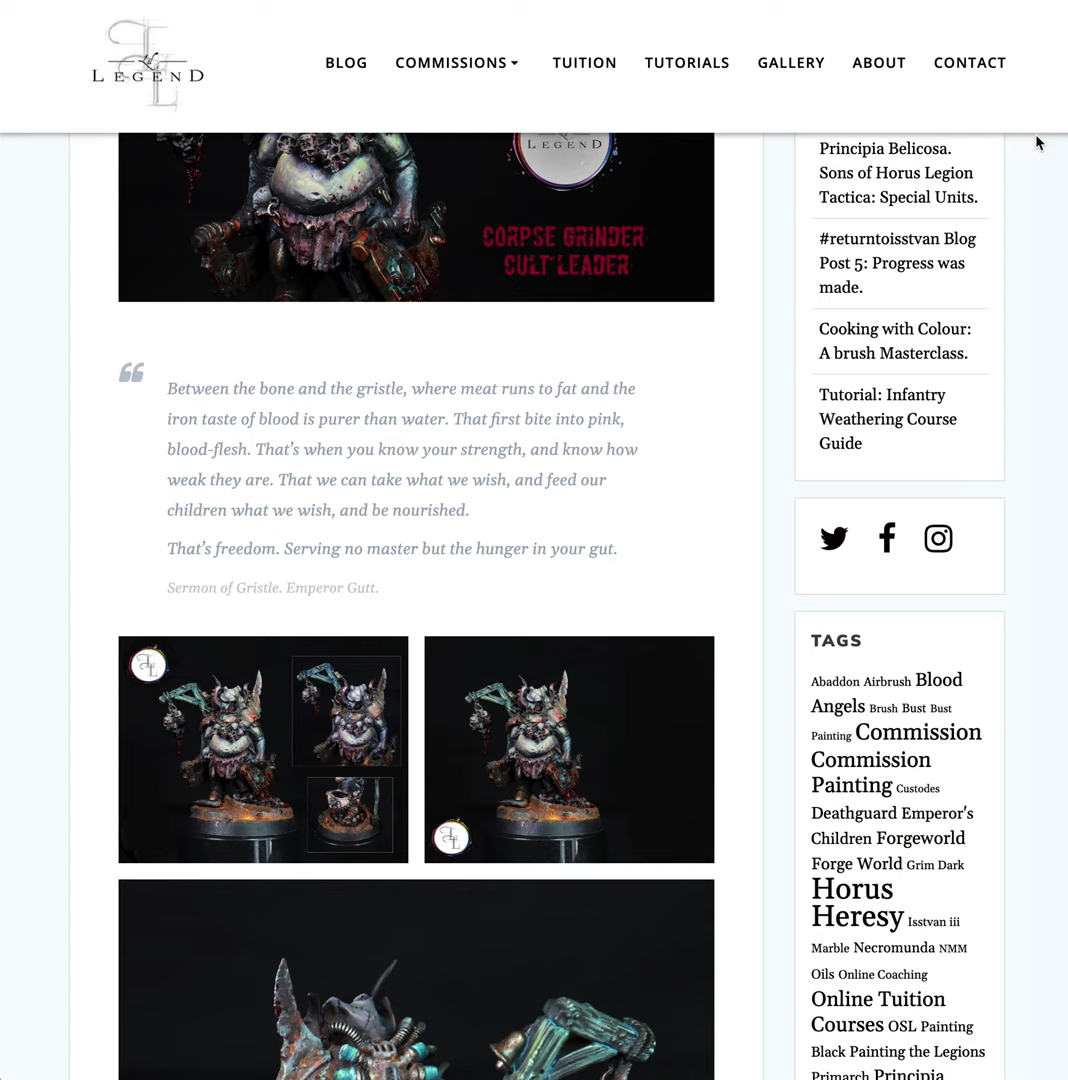 LEGEND
BLOG COMMISSIONS TUITION TUTORIALS GALLERY ABOUT CONTACT
LEGEND
CORPSE GRINDER
CULT LEADER
Between the bone and the gristle, where meat runs to fat and the
iron taste of blood is purer than water. That first bite into pink,
blood-flesh. That’s when you know your strength, and know how
weak they are. That we can take what we wish, and feed our
children what we wish, and be nourished.
That’s freedom. Serving no master but the hunger in your gut.
Sermon of Gristle. Emperor Gutt.
Principia Belicosa.
Sons of Horus Legion
Tactica: Special Units.
#returntoisstvan Blog
Post 5: Progress was
made.
Cooking with Colour:
A brush Masterclass.
Tutorial: Infantry
Weathering Course
Guide
TAGS
Abaddon Airbrush Blood
Angels Brush Bust Bust
Painting Commission
Commission
Painting Custodes
Deathguard Emperor's
Children Forgeworld
Forge World Grim Dark
Horus
Heresy Isstvan iii
Marble Necromunda NMM
Oils Online Coaching
Online Tuition
Courses OSL Painting
Black Painting the Legions
Primarch Principia